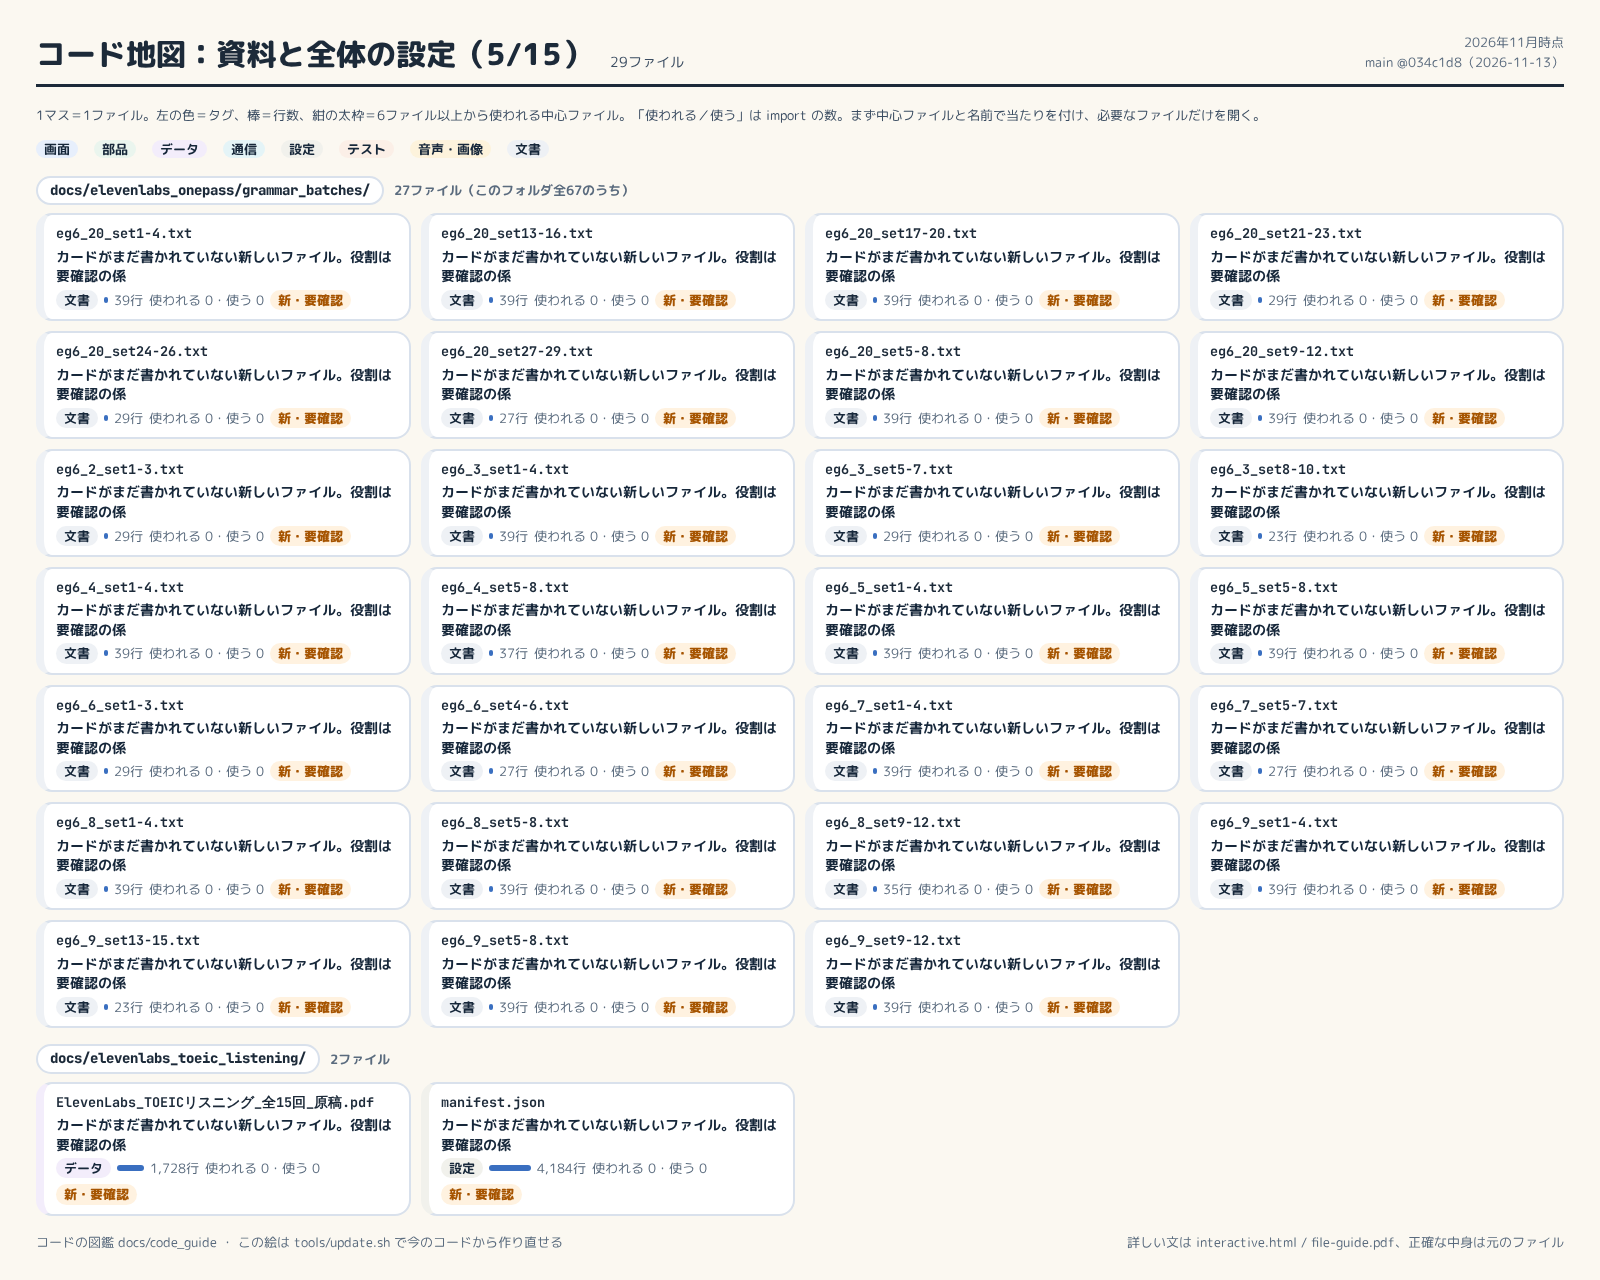 コード地図：資料と全体の設定（5/15）
29ファイル
2026年11月時点
main @034c1d8（2026-11-13）
1マス＝1ファイル。左の色＝タグ、棒＝行数、紺の太枠＝6ファイル以上から使われる中心ファイル。「使われる／使う」は import の数。まず中心ファイルと名前で当たりを付け、必要なファイルだけを開く。
画面 部品 データ 通信 設定 テスト 音声・画像 文書
docs/elevenlabs_onepass/grammar_batches/ 27ファイル（このフォルダ全67のうち）
eg6_20_set1-4.txt
カードがまだ書かれていない新しいファイル。役割は
要確認の係
文書 39行 使われる 0 · 使う 0 新・要確認
eg6_20_set13-16.txt
カードがまだ書かれていない新しいファイル。役割は
要確認の係
文書 39行 使われる 0 · 使う 0 新・要確認
eg6_20_set17-20.txt
カードがまだ書かれていない新しいファイル。役割は
要確認の係
文書 39行 使われる 0 · 使う 0 新・要確認
eg6_20_set21-23.txt
カードがまだ書かれていない新しいファイル。役割は
要確認の係
文書 29行 使われる 0 · 使う 0 新・要確認
eg6_20_set24-26.txt
カードがまだ書かれていない新しいファイル。役割は
要確認の係
文書 29行 使われる 0 · 使う 0 新・要確認
eg6_20_set27-29.txt
カードがまだ書かれていない新しいファイル。役割は
要確認の係
文書 27行 使われる 0 · 使う 0 新・要確認
eg6_20_set5-8.txt
カードがまだ書かれていない新しいファイル。役割は
要確認の係
文書 39行 使われる 0 · 使う 0 新・要確認
eg6_20_set9-12.txt
カードがまだ書かれていない新しいファイル。役割は
要確認の係
文書 39行 使われる 0 · 使う 0 新・要確認
eg6_2_set1-3.txt
カードがまだ書かれていない新しいファイル。役割は
要確認の係
文書 29行 使われる 0 · 使う 0 新・要確認
eg6_3_set1-4.txt
カードがまだ書かれていない新しいファイル。役割は
要確認の係
文書 39行 使われる 0 · 使う 0 新・要確認
eg6_3_set5-7.txt
カードがまだ書かれていない新しいファイル。役割は
要確認の係
文書 29行 使われる 0 · 使う 0 新・要確認
eg6_3_set8-10.txt
カードがまだ書かれていない新しいファイル。役割は
要確認の係
文書 23行 使われる 0 · 使う 0 新・要確認
eg6_4_set1-4.txt
カードがまだ書かれていない新しいファイル。役割は
要確認の係
文書 39行 使われる 0 · 使う 0 新・要確認
eg6_4_set5-8.txt
カードがまだ書かれていない新しいファイル。役割は
要確認の係
文書 37行 使われる 0 · 使う 0 新・要確認
eg6_5_set1-4.txt
カードがまだ書かれていない新しいファイル。役割は
要確認の係
文書 39行 使われる 0 · 使う 0 新・要確認
eg6_5_set5-8.txt
カードがまだ書かれていない新しいファイル。役割は
要確認の係
文書 39行 使われる 0 · 使う 0 新・要確認
eg6_6_set1-3.txt
カードがまだ書かれていない新しいファイル。役割は
要確認の係
文書 29行 使われる 0 · 使う 0 新・要確認
eg6_6_set4-6.txt
カードがまだ書かれていない新しいファイル。役割は
要確認の係
文書 27行 使われる 0 · 使う 0 新・要確認
eg6_7_set1-4.txt
カードがまだ書かれていない新しいファイル。役割は
要確認の係
文書 39行 使われる 0 · 使う 0 新・要確認
eg6_7_set5-7.txt
カードがまだ書かれていない新しいファイル。役割は
要確認の係
文書 27行 使われる 0 · 使う 0 新・要確認
eg6_8_set1-4.txt
カードがまだ書かれていない新しいファイル。役割は
要確認の係
文書 39行 使われる 0 · 使う 0 新・要確認
eg6_8_set5-8.txt
カードがまだ書かれていない新しいファイル。役割は
要確認の係
文書 39行 使われる 0 · 使う 0 新・要確認
eg6_8_set9-12.txt
カードがまだ書かれていない新しいファイル。役割は
要確認の係
文書 35行 使われる 0 · 使う 0 新・要確認
eg6_9_set1-4.txt
カードがまだ書かれていない新しいファイル。役割は
要確認の係
文書 39行 使われる 0 · 使う 0 新・要確認
eg6_9_set13-15.txt
カードがまだ書かれていない新しいファイル。役割は
要確認の係
文書 23行 使われる 0 · 使う 0 新・要確認
eg6_9_set5-8.txt
カードがまだ書かれていない新しいファイル。役割は
要確認の係
文書 39行 使われる 0 · 使う 0 新・要確認
eg6_9_set9-12.txt
カードがまだ書かれていない新しいファイル。役割は
要確認の係
文書 39行 使われる 0 · 使う 0 新・要確認
docs/elevenlabs_toeic_listening/ 2ファイル
ElevenLabs_TOEICリスニング_全15回_原稿.pdf
カードがまだ書かれていない新しいファイル。役割は
要確認の係
データ 1,728行 使われる 0 · 使う 0
新・要確認
manifest.json
カードがまだ書かれていない新しいファイル。役割は
要確認の係
設定 4,184行 使われる 0 · 使う 0
新・要確認
コードの図鑑 docs/code_guide · この絵は tools/update.sh で今のコードから作り直せる
詳しい文は interactive.html / file-guide.pdf、正確な中身は元のファイル